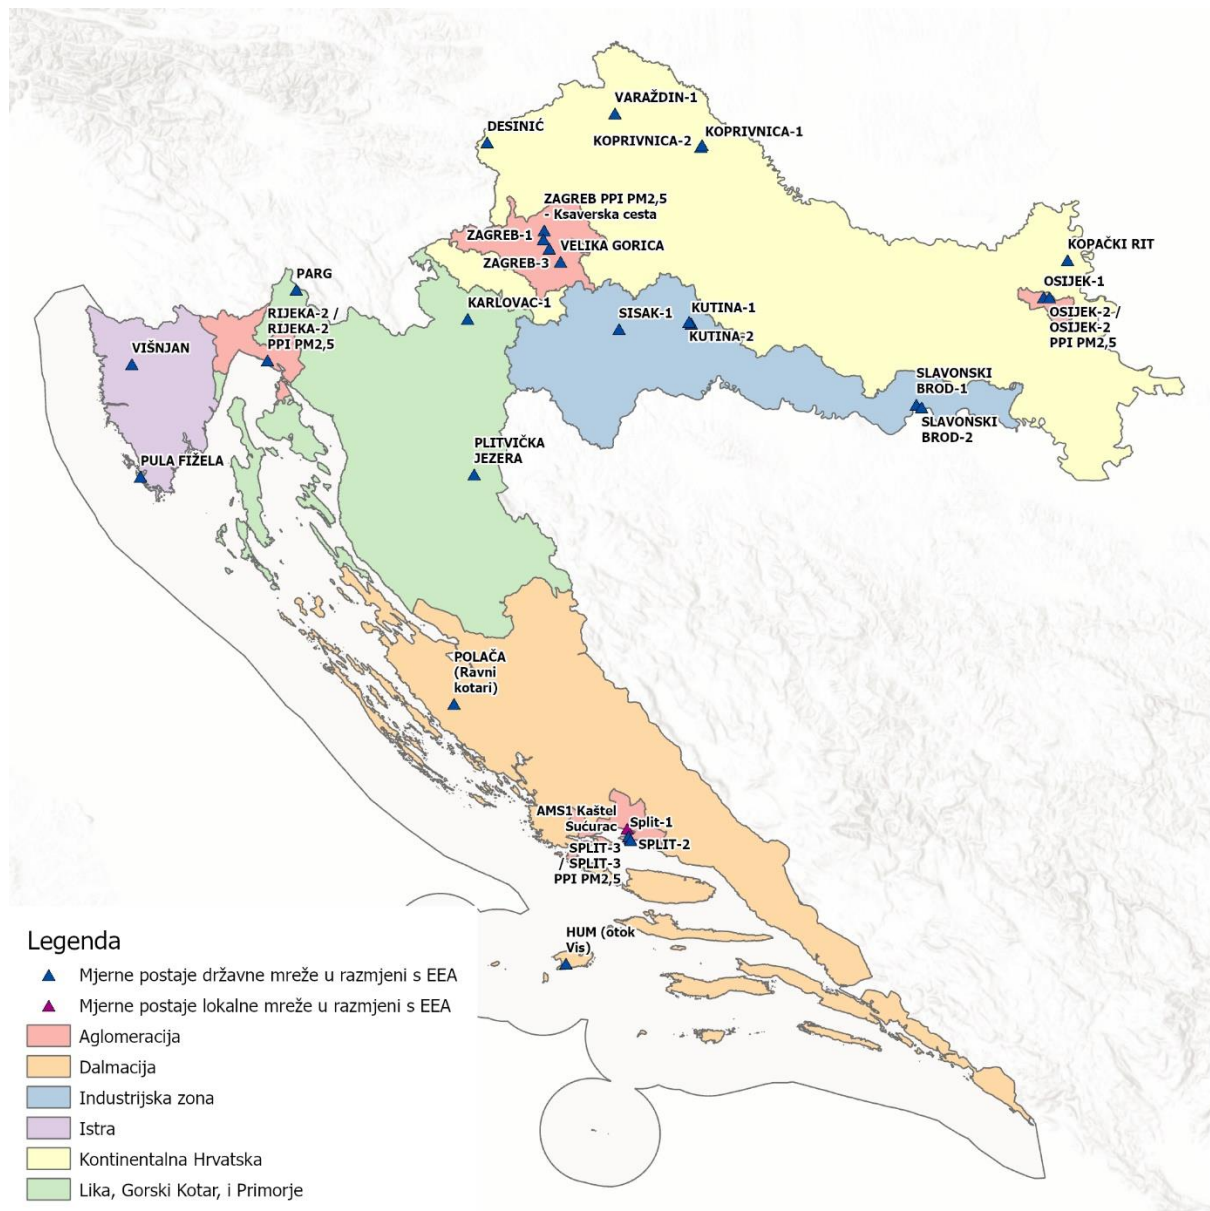 VARAŽDIN-1
DESINIĆ
KOPRIVNICA-1
KOPRIVNICA-2
ZAGREB PPI PM2,5
- Ksaverska cesta
ZAGREB-1
VELIKA GORICA
ZAGREB-3
KOPAČKI RIT
OSIJEK-1
OSIJEK-2 /
OSIJEK-2
PPI PM2,5
PARG
RIJEKA-2 /
RIJEKA-2
PPI PM2,5
KARLOVAC-1
SISAK-1
KUTINA-1
KUTINA-2
VIŠNJAN
SLAVONSKI
BROD-1
SLAVONSKI
BROD-2
PULA FIŽELA
PLITVIČKA
JEZERA
POLAČA
(Ravni
kotari)
AMS1 Kaštel
Sućurac
Split-1
SPLIT-2
SPLIT-3
/ SPLIT-3
PPI PM2,5
HUM (otok
Vis)
Legenda
Mjerne postaje državne mreže u razmjeni s EEA
Mjerne postaje lokalne mreže u razmjeni s EEA
Aglomeracija
Dalmacija
Industrijska zona
Istra
Kontinentalna Hrvatska
Lika, Gorski Kotar, i Primorje